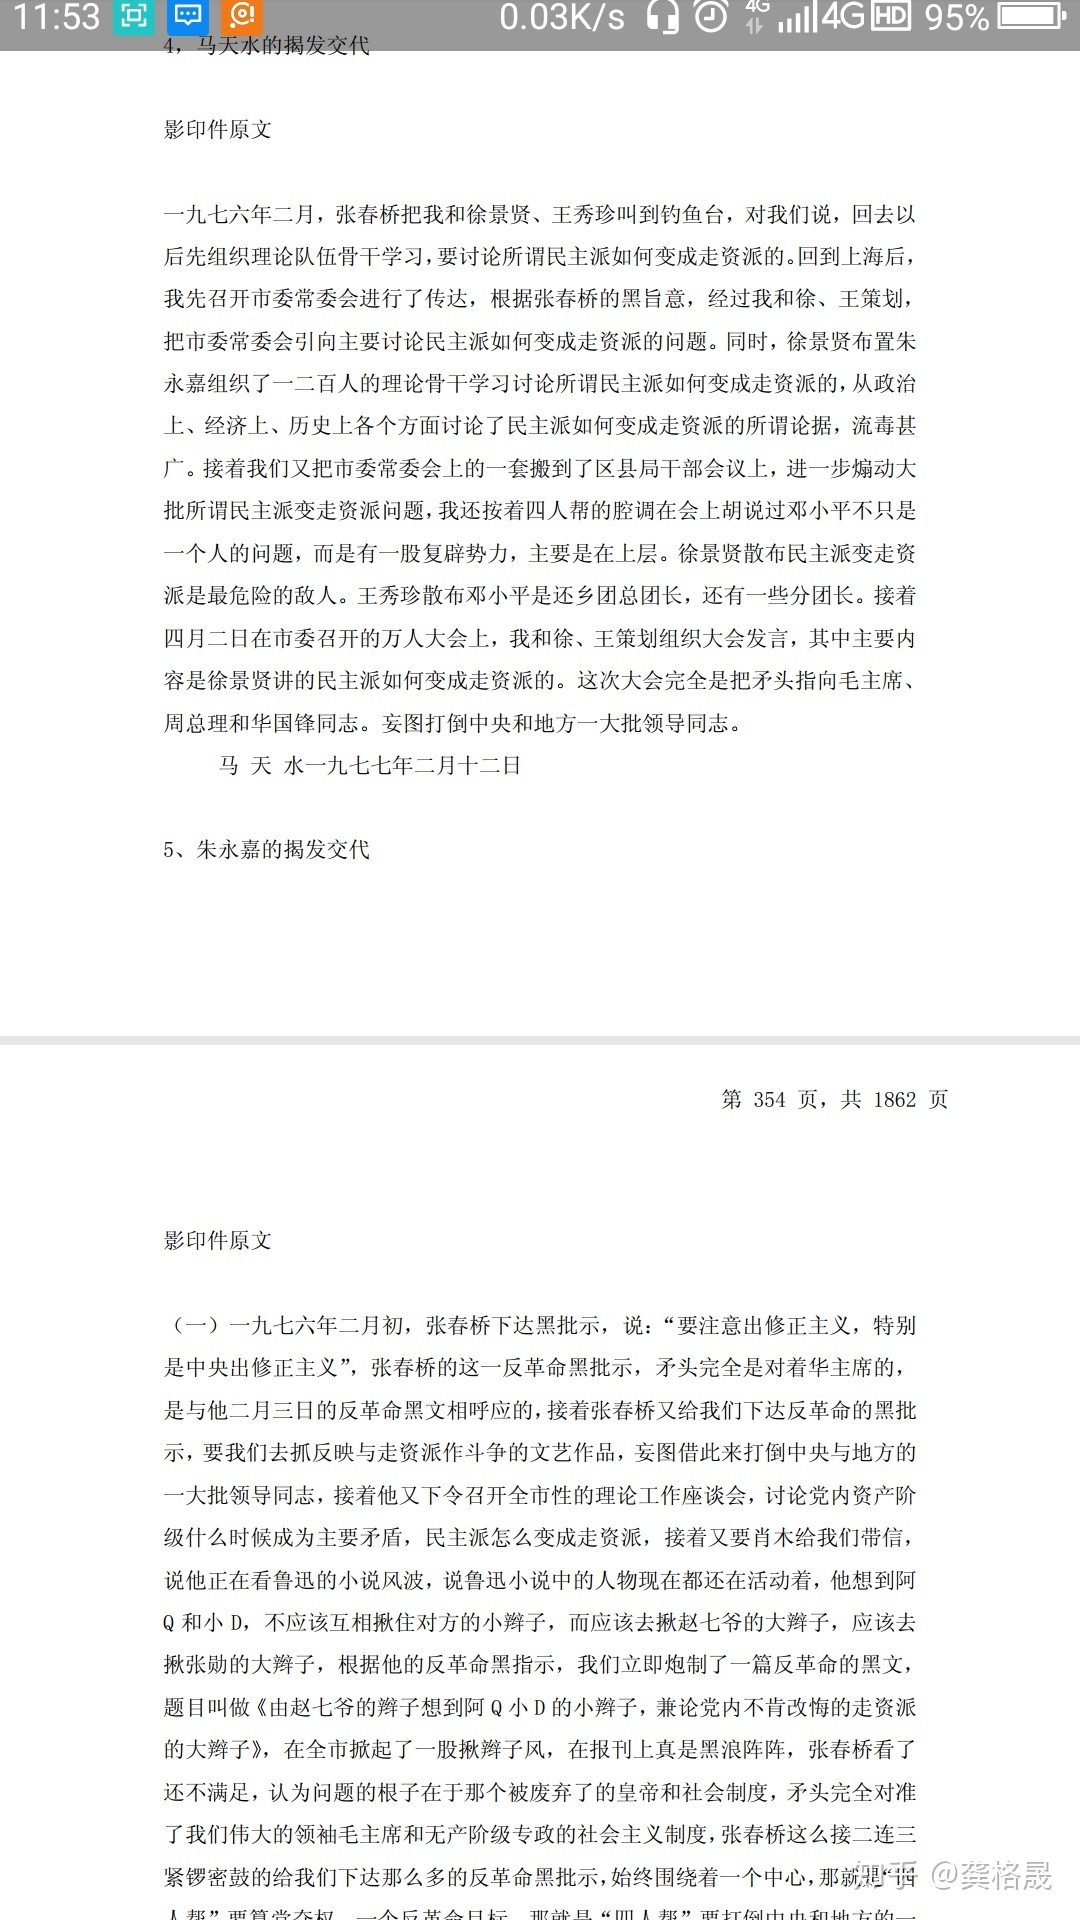 11:53 0.03K/s 4G 4G HD 95%
4，马天水的揭发交代
影印件原文
一九七六年二月，张春桥把我和徐景贤、王秀珍叫到钓鱼台，对我们说，回去以
后先组织理论队伍骨干学习，要讨论所谓民主派如何变成走资派的。回到上海后，
我先召开市委常委会进行了传达，根据张春桥的黑旨意，经过我和徐、王策划，
把市委常委会引向主要讨论民主派如何变成走资派的问题。同时，徐景贤布置朱
永嘉组织了一二百人的理论骨干学习讨论所谓民主派如何变成走资派的，从政治
上、经济上、历史上各个方面讨论了民主派如何变成走资派的所谓论据，流毒甚
广。接着我们又把市委常委会上的一套搬到了区县局干部会议上，进一步煽动大
批所谓民主派变走资派问题，我还按着四人帮的腔调在会上胡说过邓小平不只是
一个人的问题，而是有一股复辟势力，主要是在上层。徐景贤散布民主派变走资
派是最危险的敌人。王秀珍散布邓小平是还乡团总团长，还有一些分团长。接着
四月二日在市委召开的万人大会上，我和徐、王策划组织大会发言，其中主要内
容是徐景贤讲的民主派如何变成走资派的。这次大会完全是把矛头指向毛主席、
周总理和华国锋同志。妄图打倒中央和地方一大批领导同志。
马 天 水一九七七年二月十二日
5、朱永嘉的揭发交代
第 354 页，共 1862 页
影印件原文
（一）一九七六年二月初，张春桥下达黑批示，说：“要注意出修正主义，特别
是中央出修正主义”，张春桥的这一反革命黑批示，矛头完全是对着华主席的，
是与他二月三日的反革命黑文相呼应的，接着张春桥又给我们下达反革命的黑批
示，要我们去抓反映与走资派作斗争的文艺作品，妄图借此来打倒中央与地方的
一大批领导同志，接着他又下令召开全市性的理论工作座谈会，讨论党内资产阶
级什么时候成为主要矛盾，民主派怎么变成走资派，接着又要肖木给我们带信，
说他正在看鲁迅的小说风波，说鲁迅小说中的人物现在都还在活动着，他想到阿
Q 和小 D，不应该互相揪住对方的小辫子，而应该去揪赵七爷的大辫子，应该去
揪张勋的大辫子，根据他的反革命黑指示，我们立即炮制了一篇反革命的黑文，
题目叫做《由赵七爷的辫子想到阿 Q 小 D 的小辫子，兼论党内不肯改悔的走资派
的大辫子》，在全市掀起了一股揪辫子风，在报刊上真是黑浪阵阵，张春桥看了
还不满足，认为问题的根子在于那个被废弃了的皇帝和社会制度，矛头完全对准
了我们伟大的领袖毛主席和无产阶级专政的社会主义制度，张春桥这么接二连三
紧锣密鼓的给我们下达那么多的反革命黑批示，始终围绕着一个中心，那就是“四
人帮”要篡党夺权，一个反革命目标，那就是“四人帮”要打倒中央和地方的一
知乎 @龚格晟